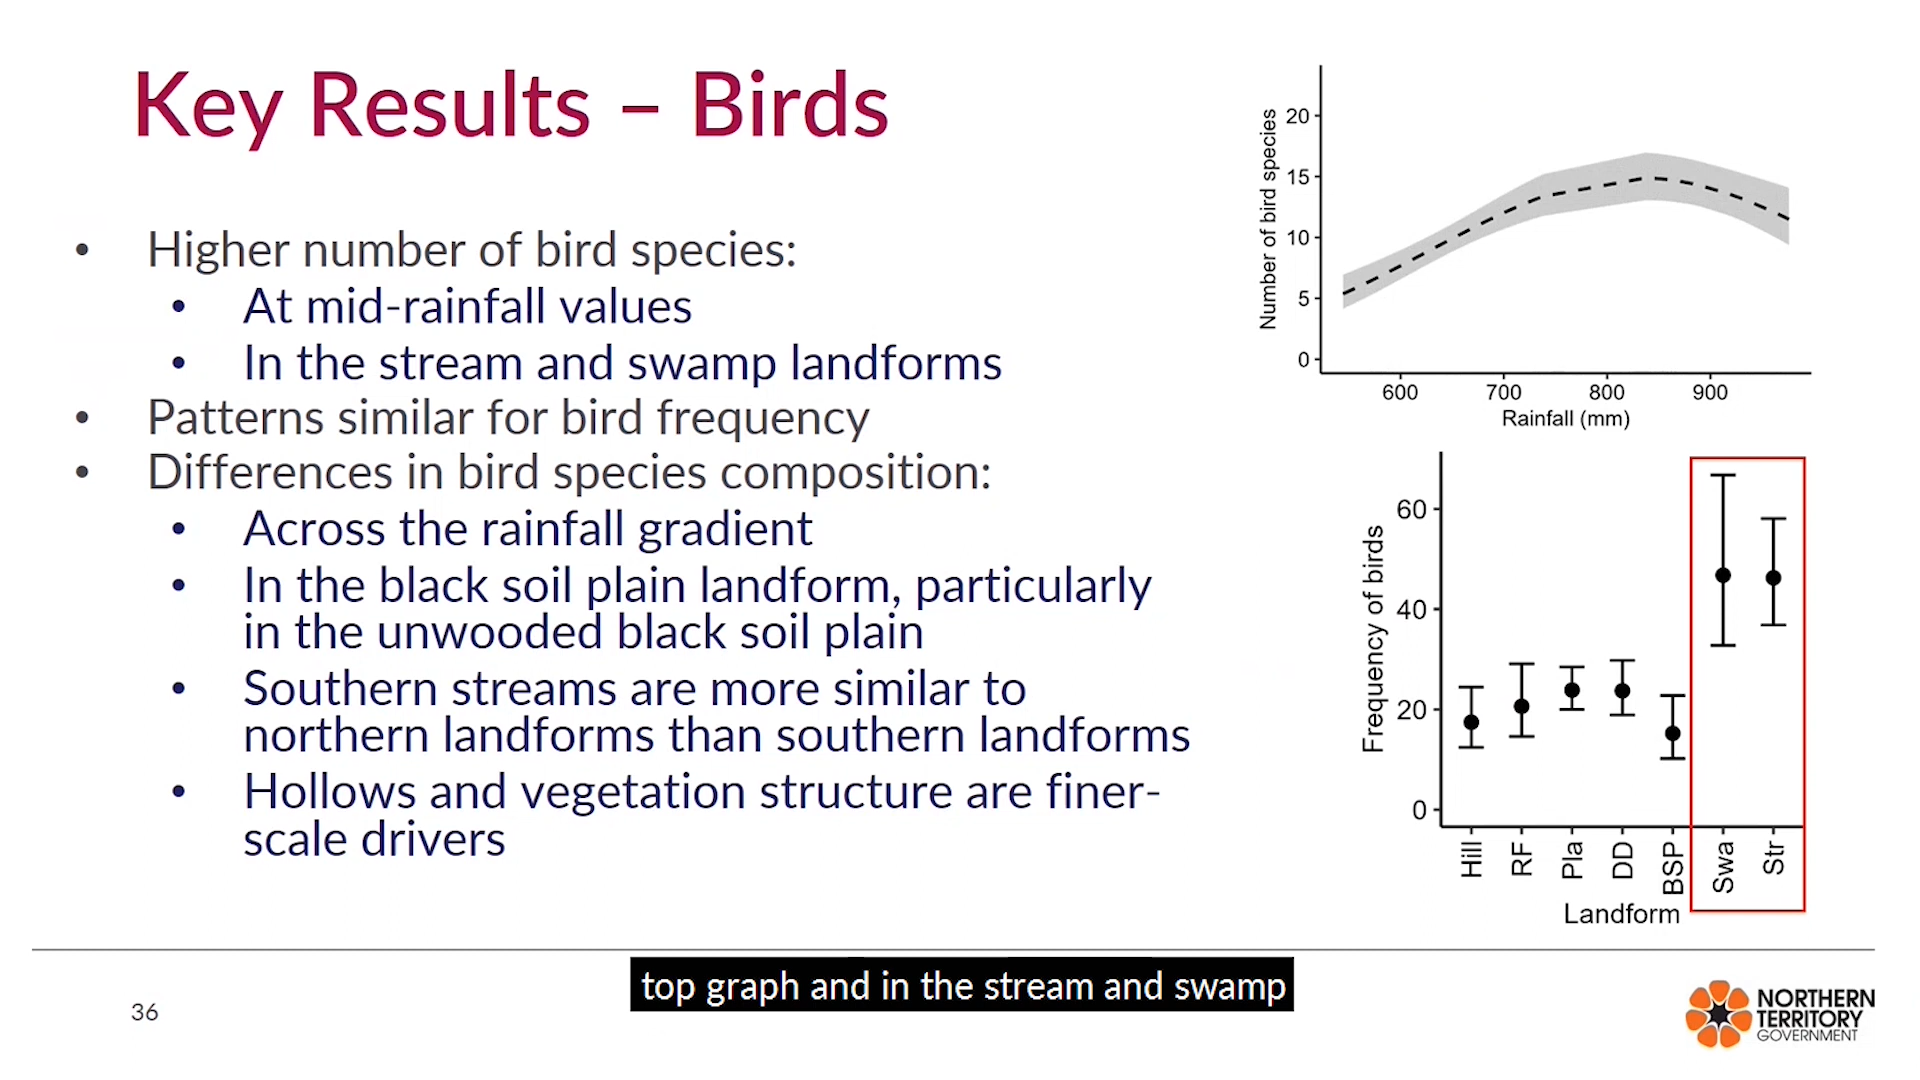 Key Results – Birds
• Higher number of bird species:
• At mid-rainfall values
• In the stream and swamp landforms
• Patterns similar for bird frequency
• Differences in bird species composition:
• Across the rainfall gradient
• In the black soil plain landform, particularly
in the unwooded black soil plain
• Southern streams are more similar to
northern landforms than southern landforms
• Hollows and vegetation structure are finer-
scale drivers
Number of bird species
20
15
10
5
0
600 700 800 900
Rainfall (mm)
Frequency of birds
60
40
20
0
Hill RF Pla DD BSP Swa Str
Landform
top graph and in the stream and swamp
36
NORTHERN
TERRITORY
GOVERNMENT